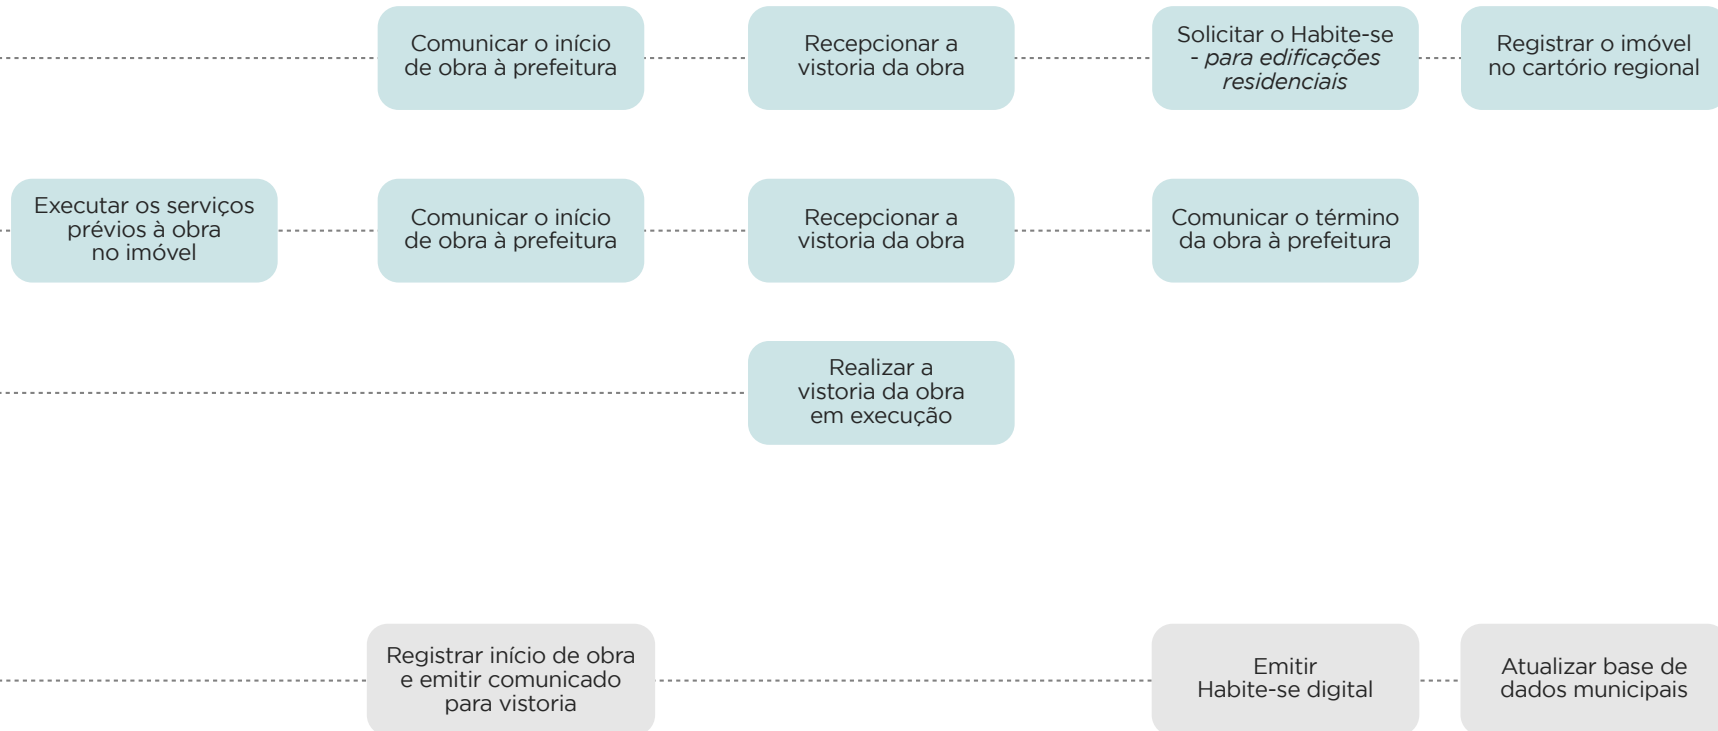 Comunicar o início
de obra à prefeitura
Recepcionar a
vistoria da obra
Solicitar o Habite-se
- para edificações
residenciais
Registrar o imóvel
no cartório regional
Executar os serviços
prévios à obra
no imóvel
Comunicar o início
de obra à prefeitura
Recepcionar a
vistoria da obra
Comunicar o término
da obra à prefeitura
Realizar a
vistoria da obra
em execução
Registrar início de obra
e emitir comunicado
para vistoria
Emitir
Habite-se digital
Atualizar base de
dados municipais